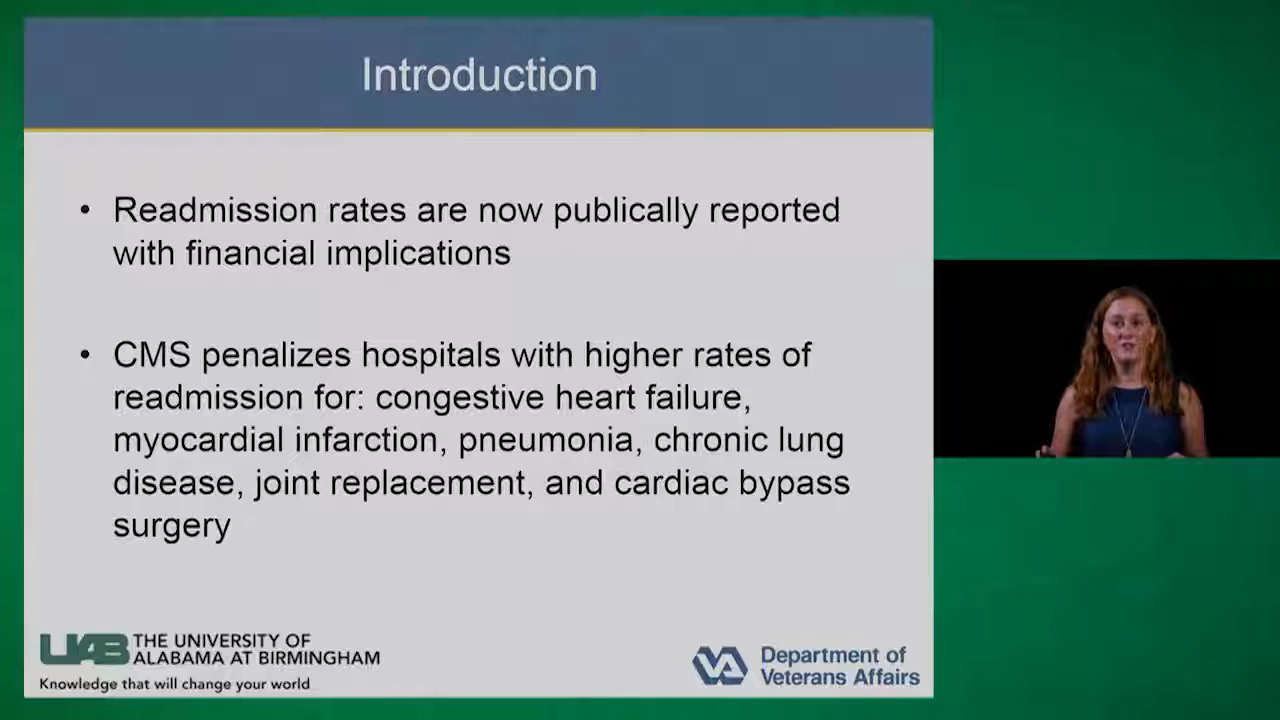 Introduction
• Readmission rates are now publically reported
with financial implications
• CMS penalizes hospitals with higher rates of
readmission for: congestive heart failure,
myocardial infarction, pneumonia, chronic lung
disease, joint replacement, and cardiac bypass
surgery
UAB THE UNIVERSITY OF
ALABAMA AT BIRMINGHAM
Knowledge that will change your world
VA Department of
Veterans Affairs